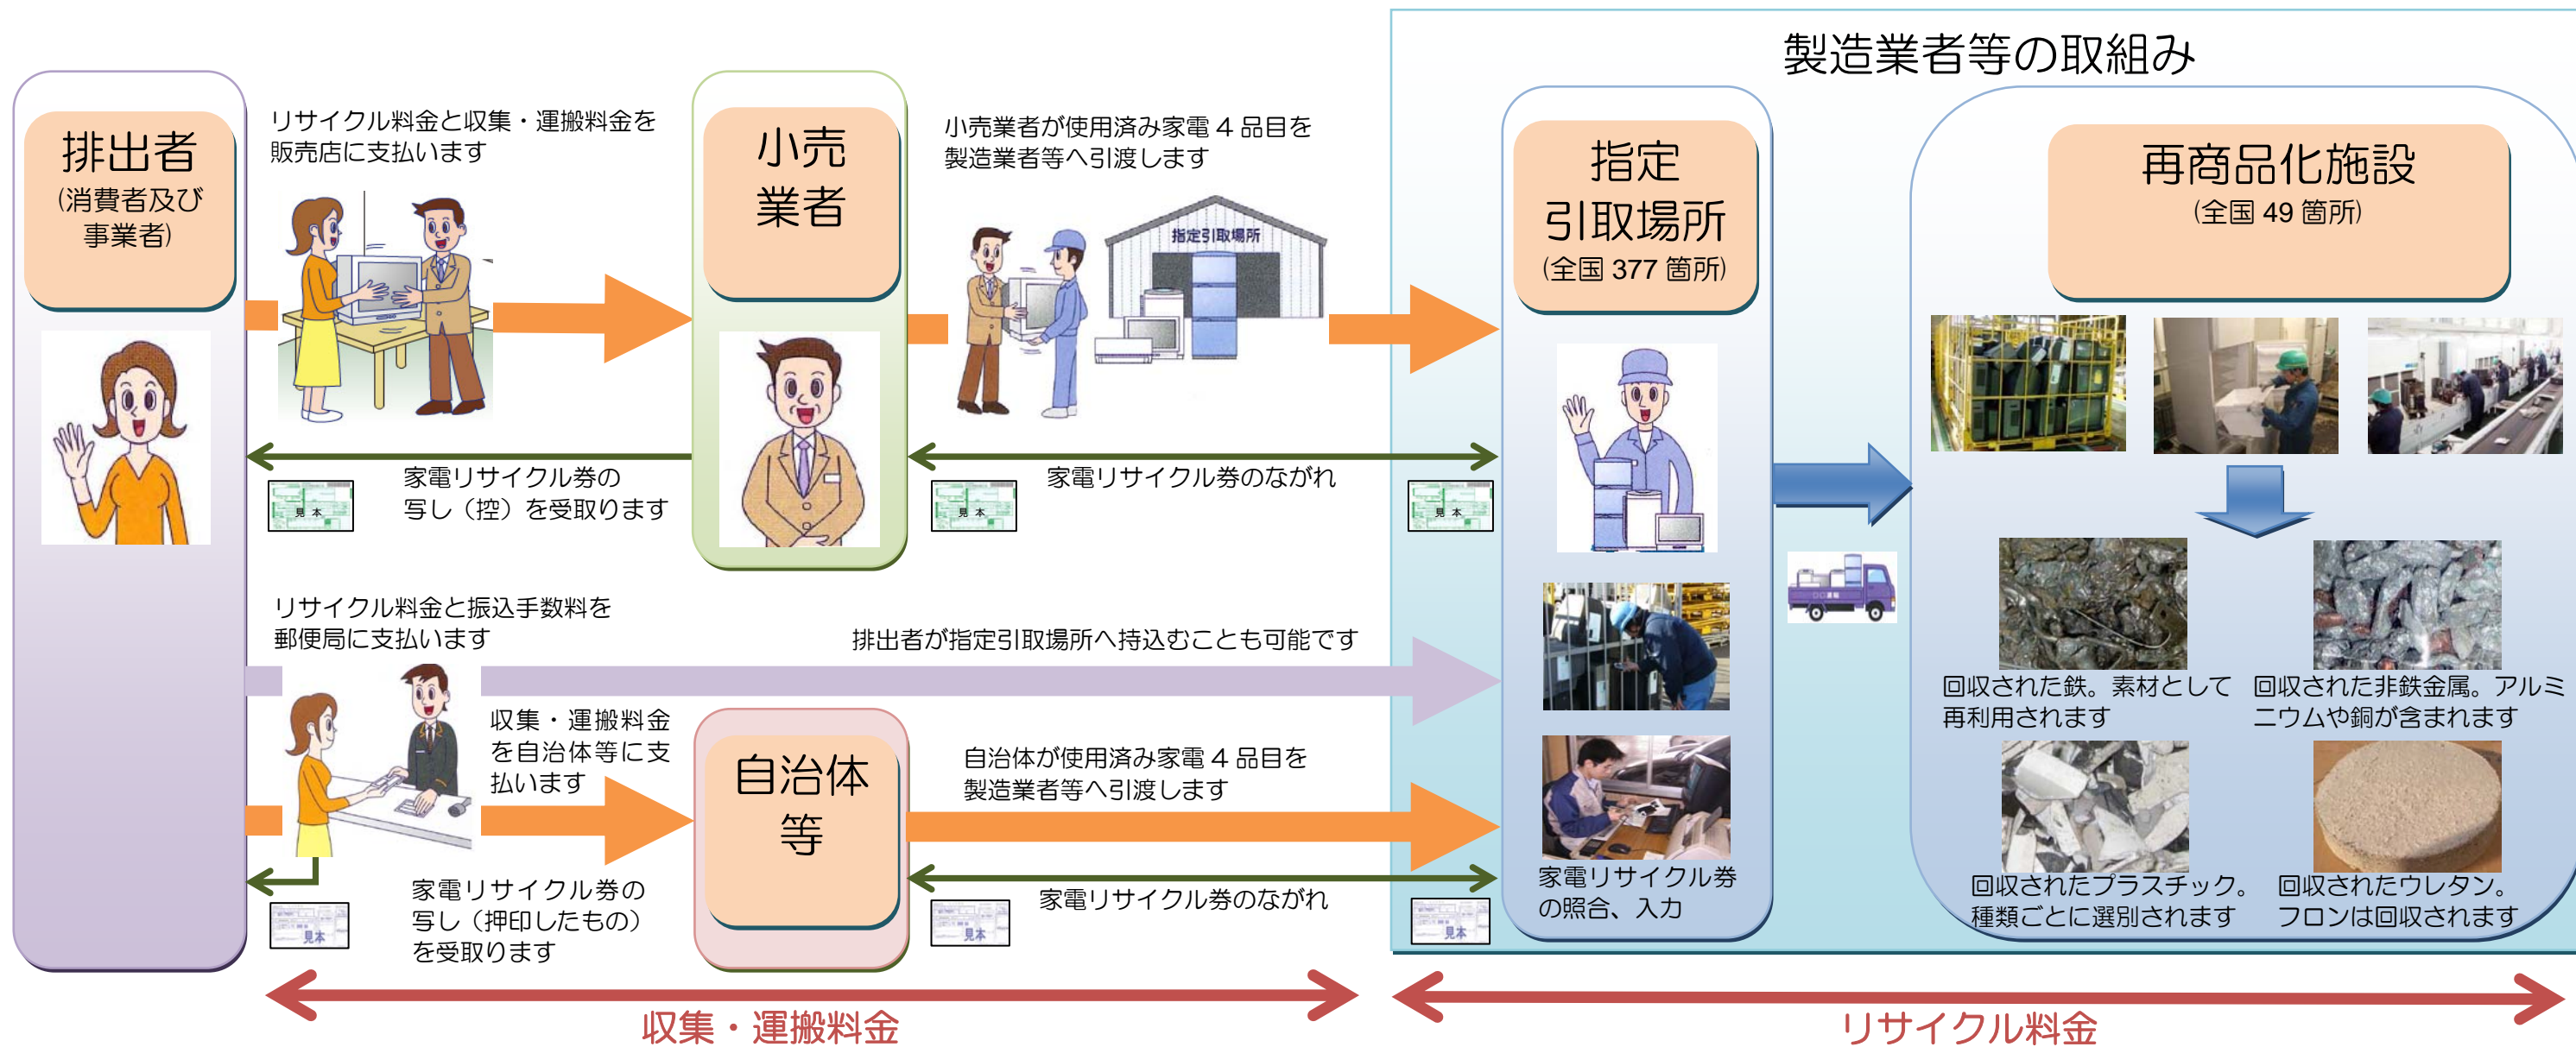 製造業者等の取組み
排出者
(消費者及び
事業者)
リサイクル料金と収集・運搬料金を
販売店に支払います
小売
業者
小売業者が使用済み家電４品目を
製造業者等へ引渡します
指定引取場所
指定
引取場所
(全国 377 箇所)
再商品化施設
(全国 49 箇所)
家電リサイクル券の
写し（控）を受取ります
見本
家電リサイクル券のながれ
見本
見本
リサイクル料金と振込手数料を
郵便局に支払います
排出者が指定引取場所へ持込むことも可能です
収集・運搬料金
を自治体等に支
払います
自治体
等
自治体が使用済み家電４品目を
製造業者等へ引渡します
家電リサイクル券の
写し（押印したもの）
を受取ります
見本
家電リサイクル券のながれ
見本
見本
家電リサイクル券
の照合、入力
回収された鉄。素材として
再利用されます
回収された非鉄金属。アルミ
ニウムや銅が含まれます
回収されたプラスチック。
種類ごとに選別されます
回収されたウレタン。
フロンは回収されます
収集・運搬料金
リサイクル料金